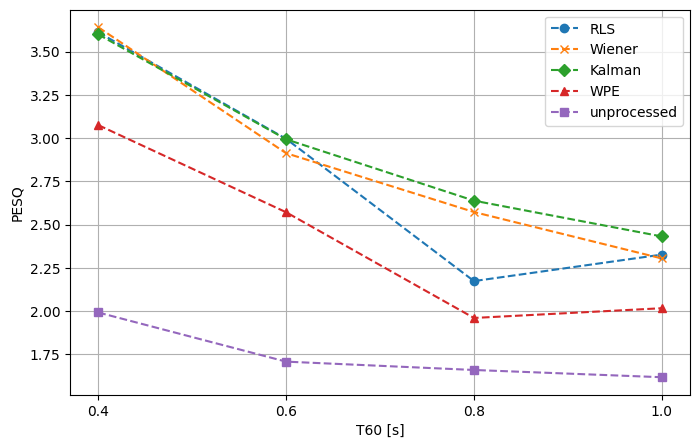 3.50
3.25
3.00
2.75
2.50
2.25
2.00
1.75
PESQ
0.4 0.6 0.8 1.0
T60 [s]
RLS
Wiener
Kalman
WPE
unprocessed